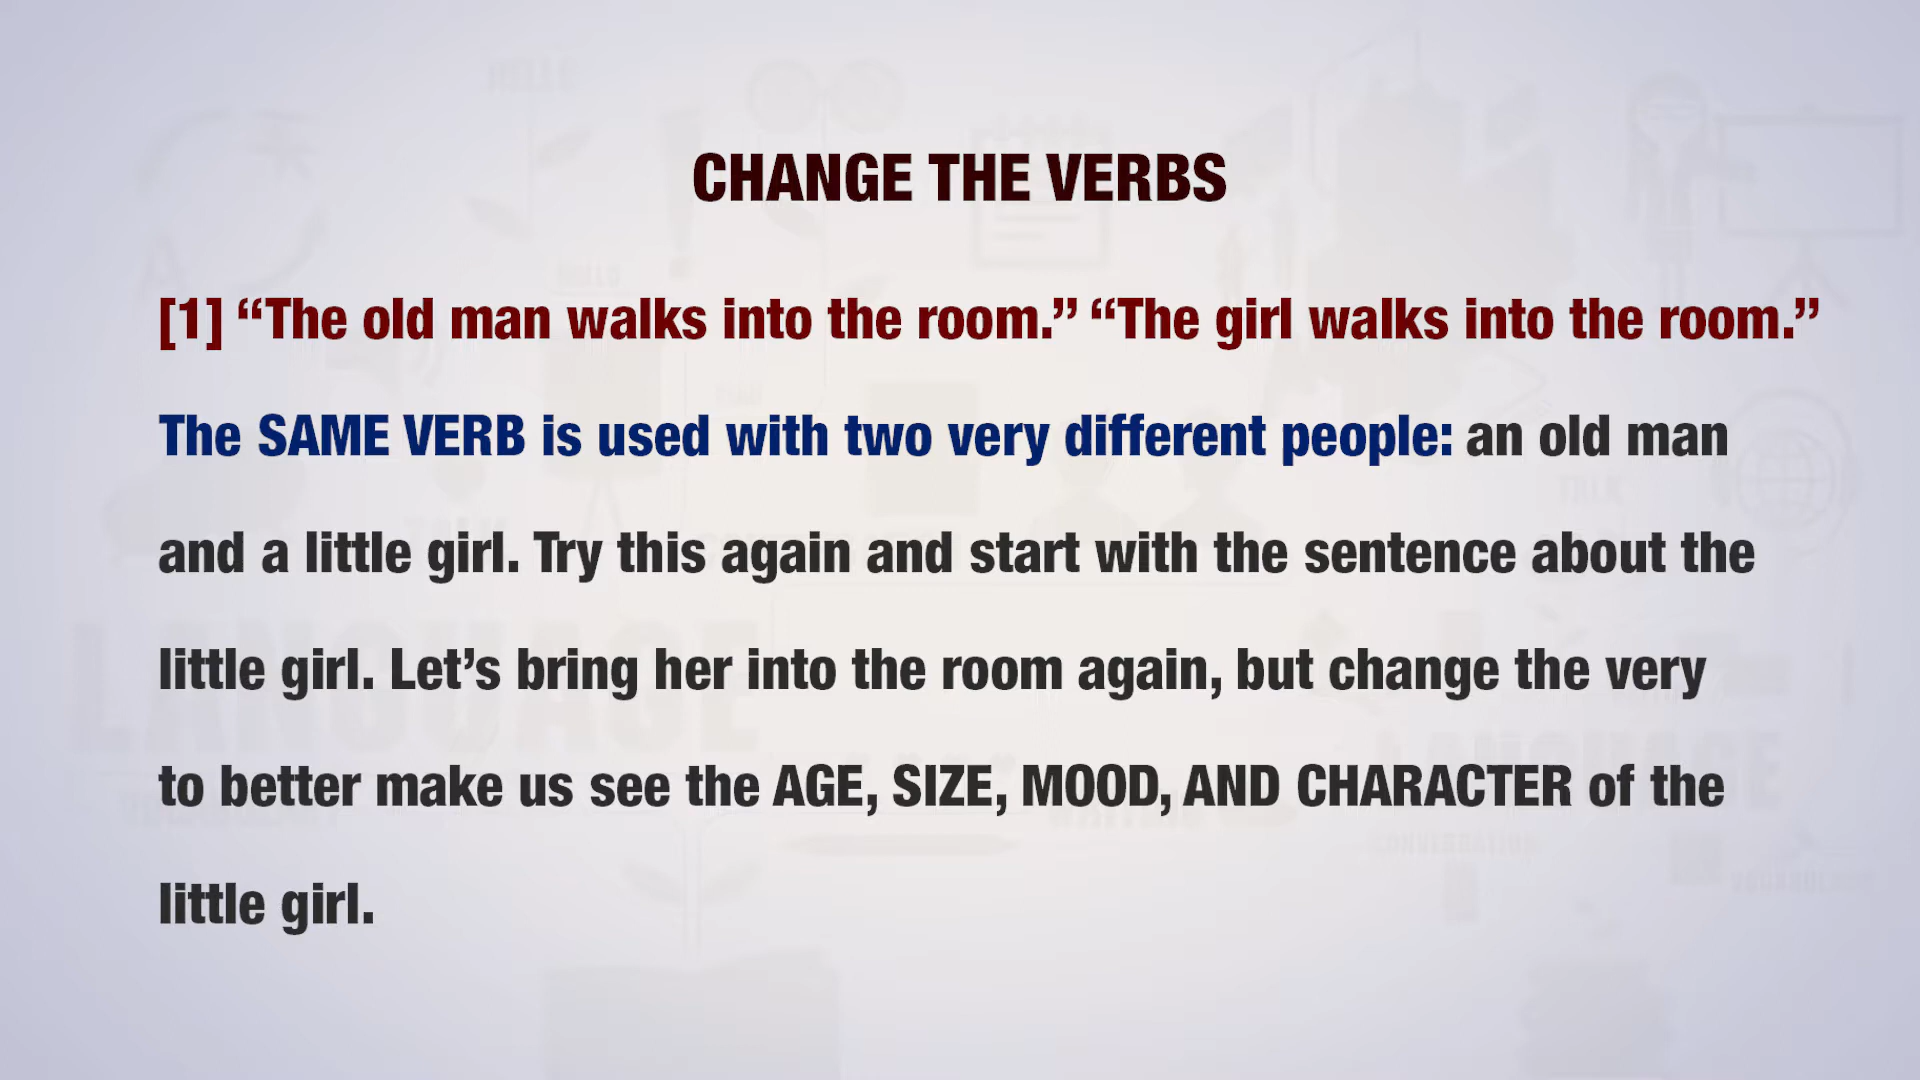 CHANGE THE VERBS
[1] “The old man walks into the room.” “The girl walks into the room.”
The SAME VERB is used with two very different people: an old man
and a little girl. Try this again and start with the sentence about the
little girl. Let’s bring her into the room again, but change the very
to better make us see the AGE, SIZE, MOOD, AND CHARACTER of the
little girl.
LANGUAGE